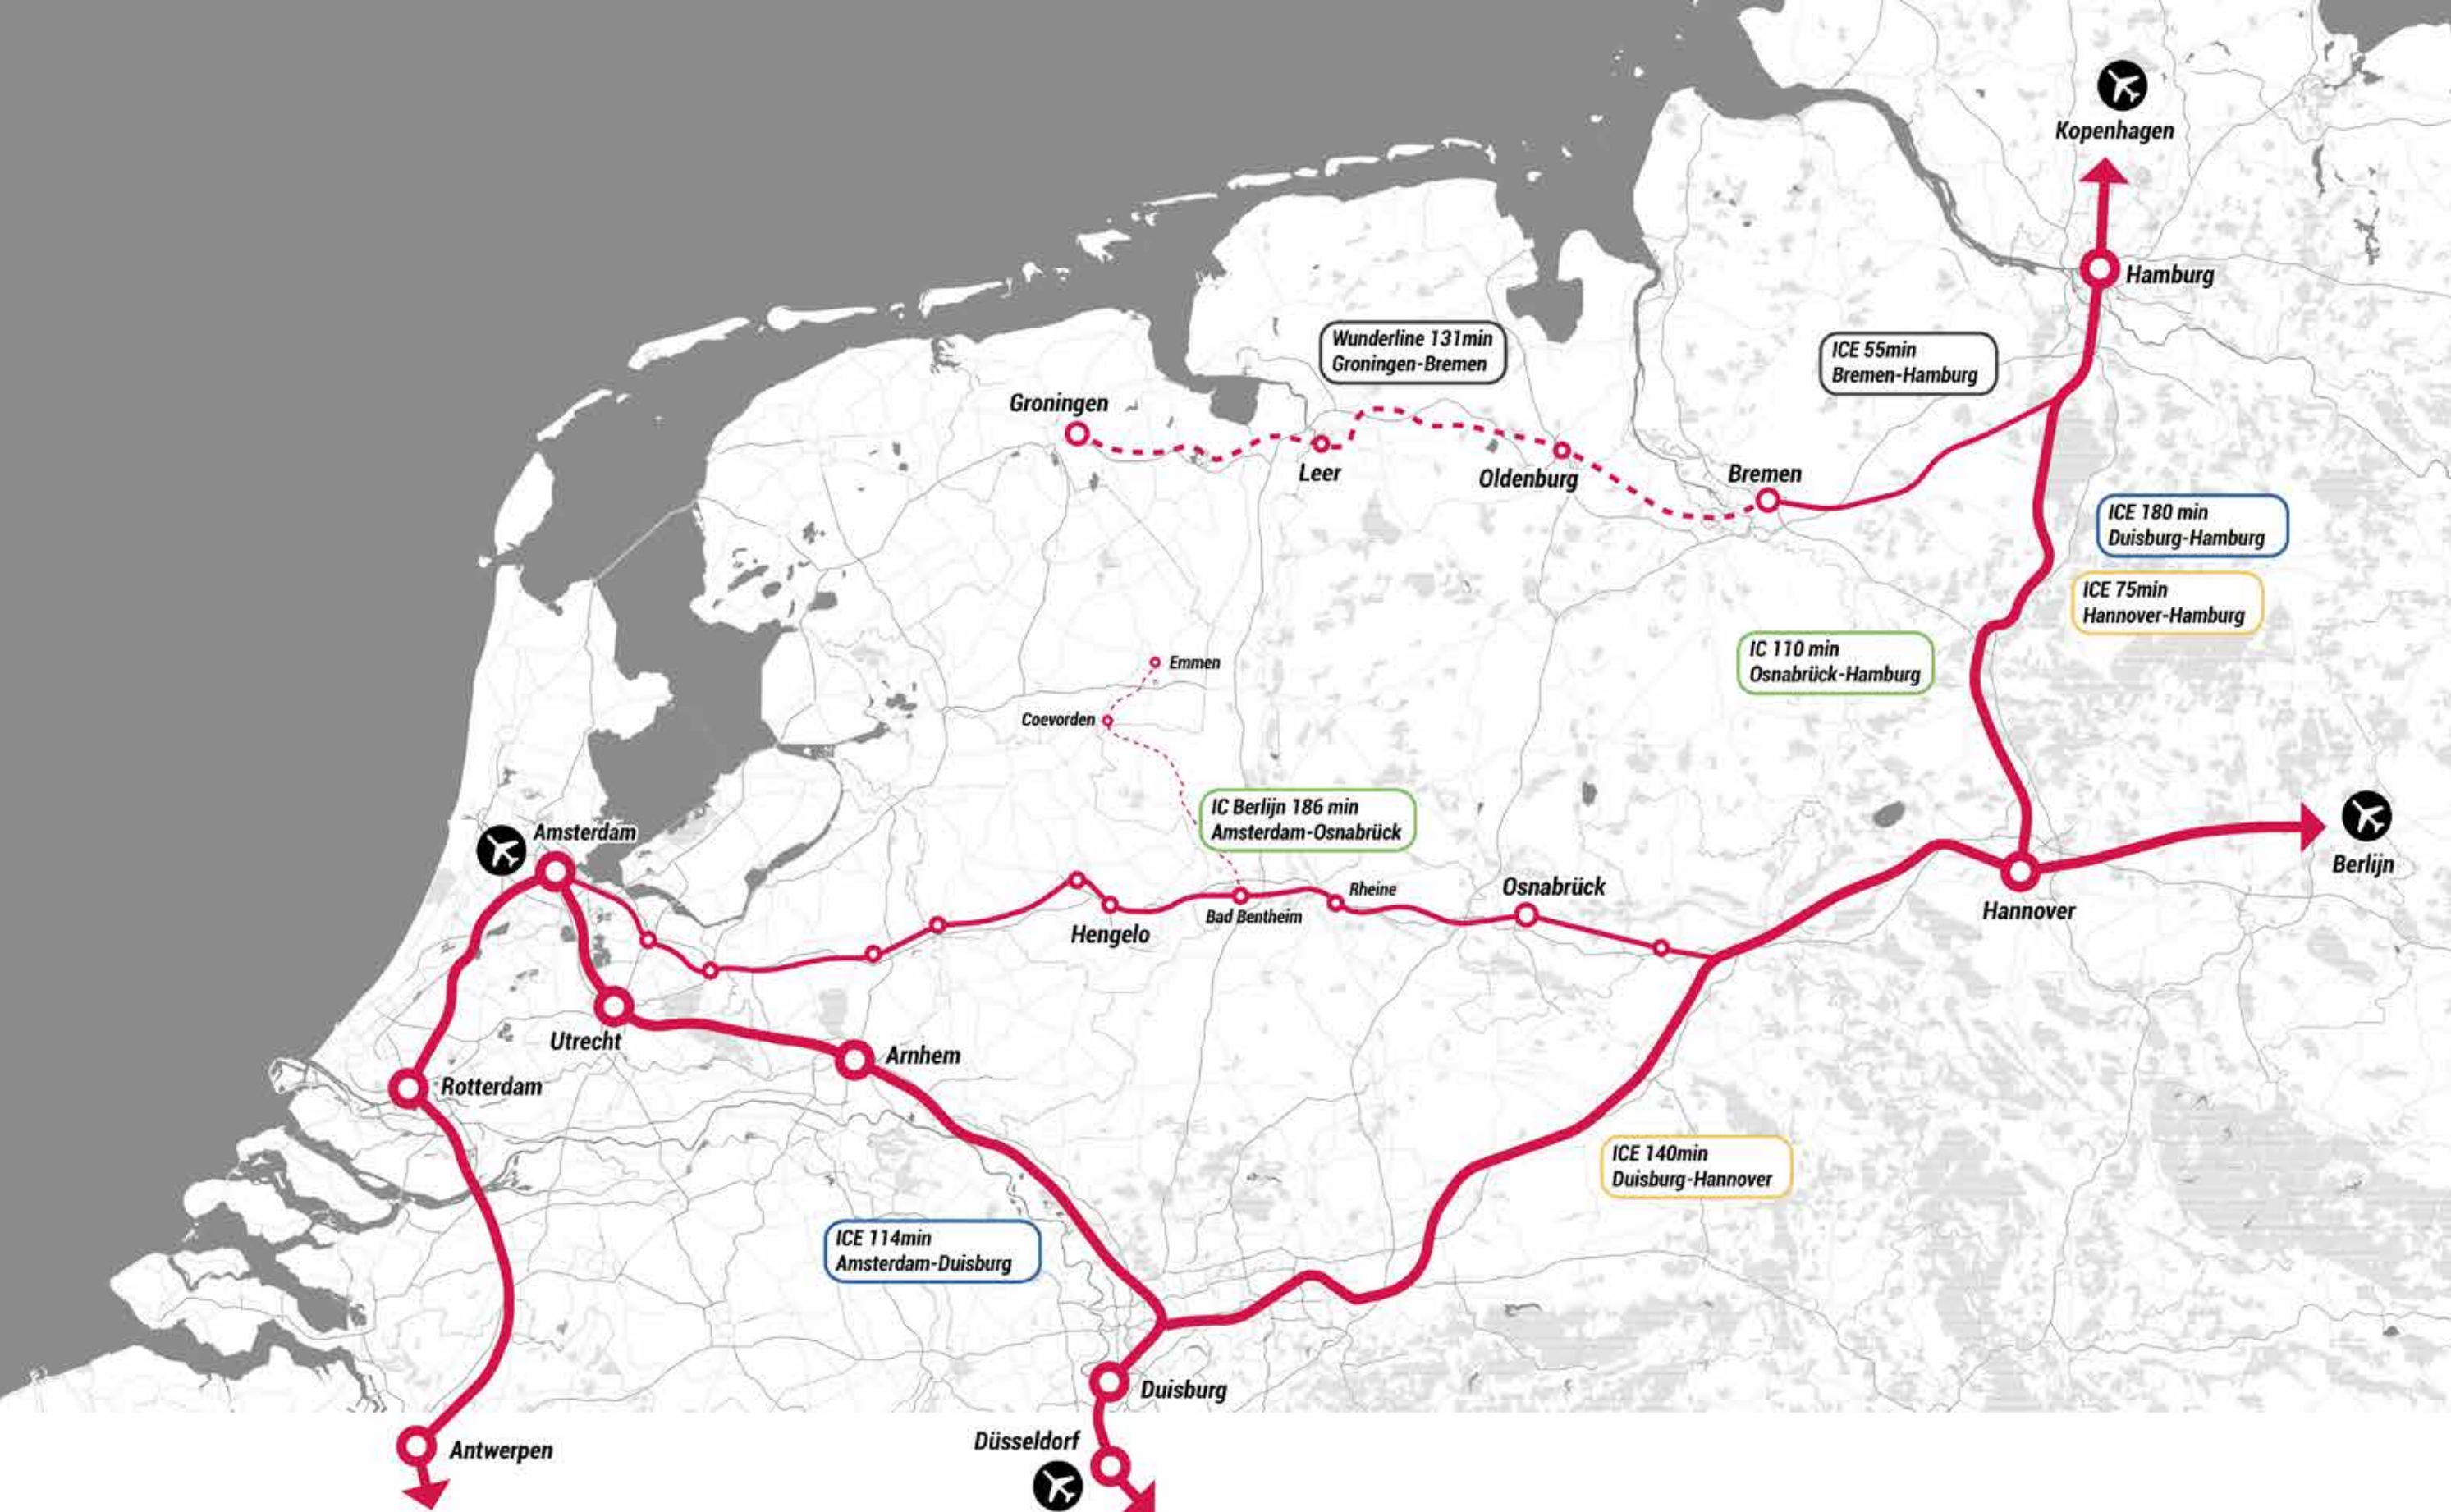 Kopenhagen
Hamburg
Wunderline 131min
Groningen-Bremen
ICE 55min
Bremen-Hamburg
Groningen
Leer
Oldenburg
Bremen
ICE 180 min
Duisburg-Hamburg
ICE 75min
Hannover-Hamburg
IC 110 min
Osnabrück-Hamburg
Emmen
Coevorden
IC Berlijn 186 min
Amsterdam-Osnabrück
Amsterdam
Berlijn
Hengelo
Bad Bentheim
Rheine
Osnabrück
Hannover
Utrecht
Arnhem
Rotterdam
ICE 140min
Duisburg-Hannover
ICE 114min
Amsterdam-Duisburg
Duisburg
Düsseldorf
Antwerpen